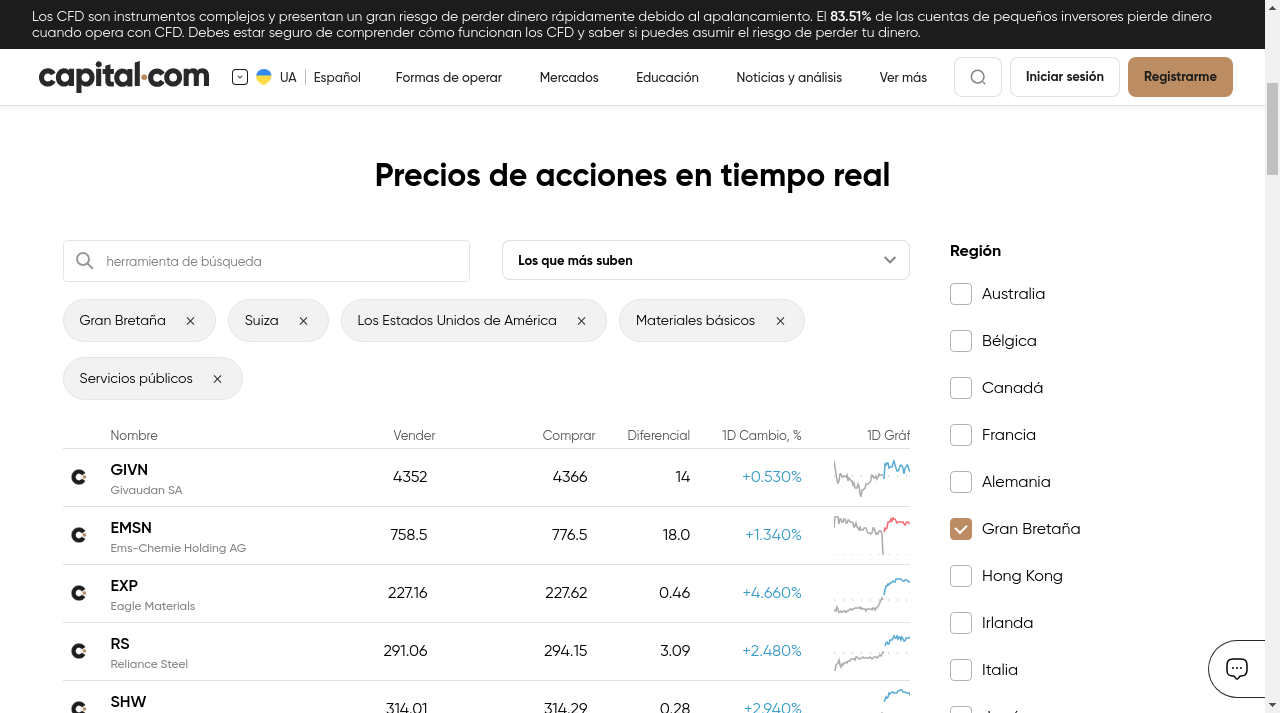 Los CFD son instrumentos complejos y presentan un gran riesgo de perder dinero rápidamente debido al apalancamiento. El 83.51% de las cuentas de pequeños inversores pierde dinero
cuando opera con CFD. Debes estar seguro de comprender cómo funcionan los CFD y saber si puedes asumir el riesgo de perder tu dinero.
capital.com UA Español Formas de operar Mercados Educación Noticias y análisis Ver más Iniciar sesión Registrarme
Precios de acciones en tiempo real
herramienta de búsqueda
Los que más suben
Gran Bretaña Suiza Los Estados Unidos de América Materiales básicos
Servicios públicos
Nombre Vender Comprar Diferencial 1D Cambio, % 1D Gráf
GIVN 4352 4366 14 +0.530%
Givaudan SA
EMSN 758.5 776.5 18.0 +1.340%
Ems-Chemie Holding AG
EXP 227.16 227.62 0.46 +4.660%
Eagle Materials
RS 291.06 294.15 3.09 +2.480%
Reliance Steel
SHW 314.01 314.29 0.28 +2.940%
Región
Australia
Bélgica
Canadá
Francia
Alemania
Gran Bretaña
Hong Kong
Irlanda
Italia